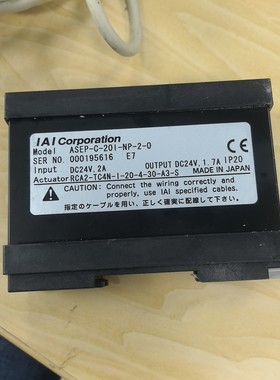 IAI Corporation
Model ASEP-C-20I-NP-2-0
SER NO. 000195616 E7
Input DC24V, 2A OUTPUT DC24V, 1.7A IP20
Actuator RCA2-TC4N-I-20-4-30-A3-S MADE IN JAPAN
CE
CAUTION: Connect the wiring correctly and
properly, use IAI specified cables.
指定のケーブルを用い、正しく確実に配線して下さい。